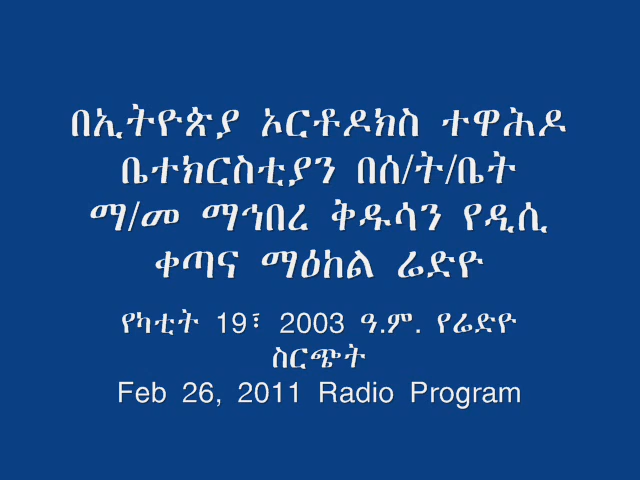 በኢትዮጵያ ኦርቶዶክስ ተዋሕዶ
ቤተክርስቲያን በሰ/ት/ቤት
ማ/መ ማኅበረ ቅዱሳን የዲሲ
ቀጣና ማዕከል ሬድዮ
የካቲት 19፣ 2003 ዓ.ም. የሬድዮ
ስርጭት
Feb 26, 2011 Radio Program